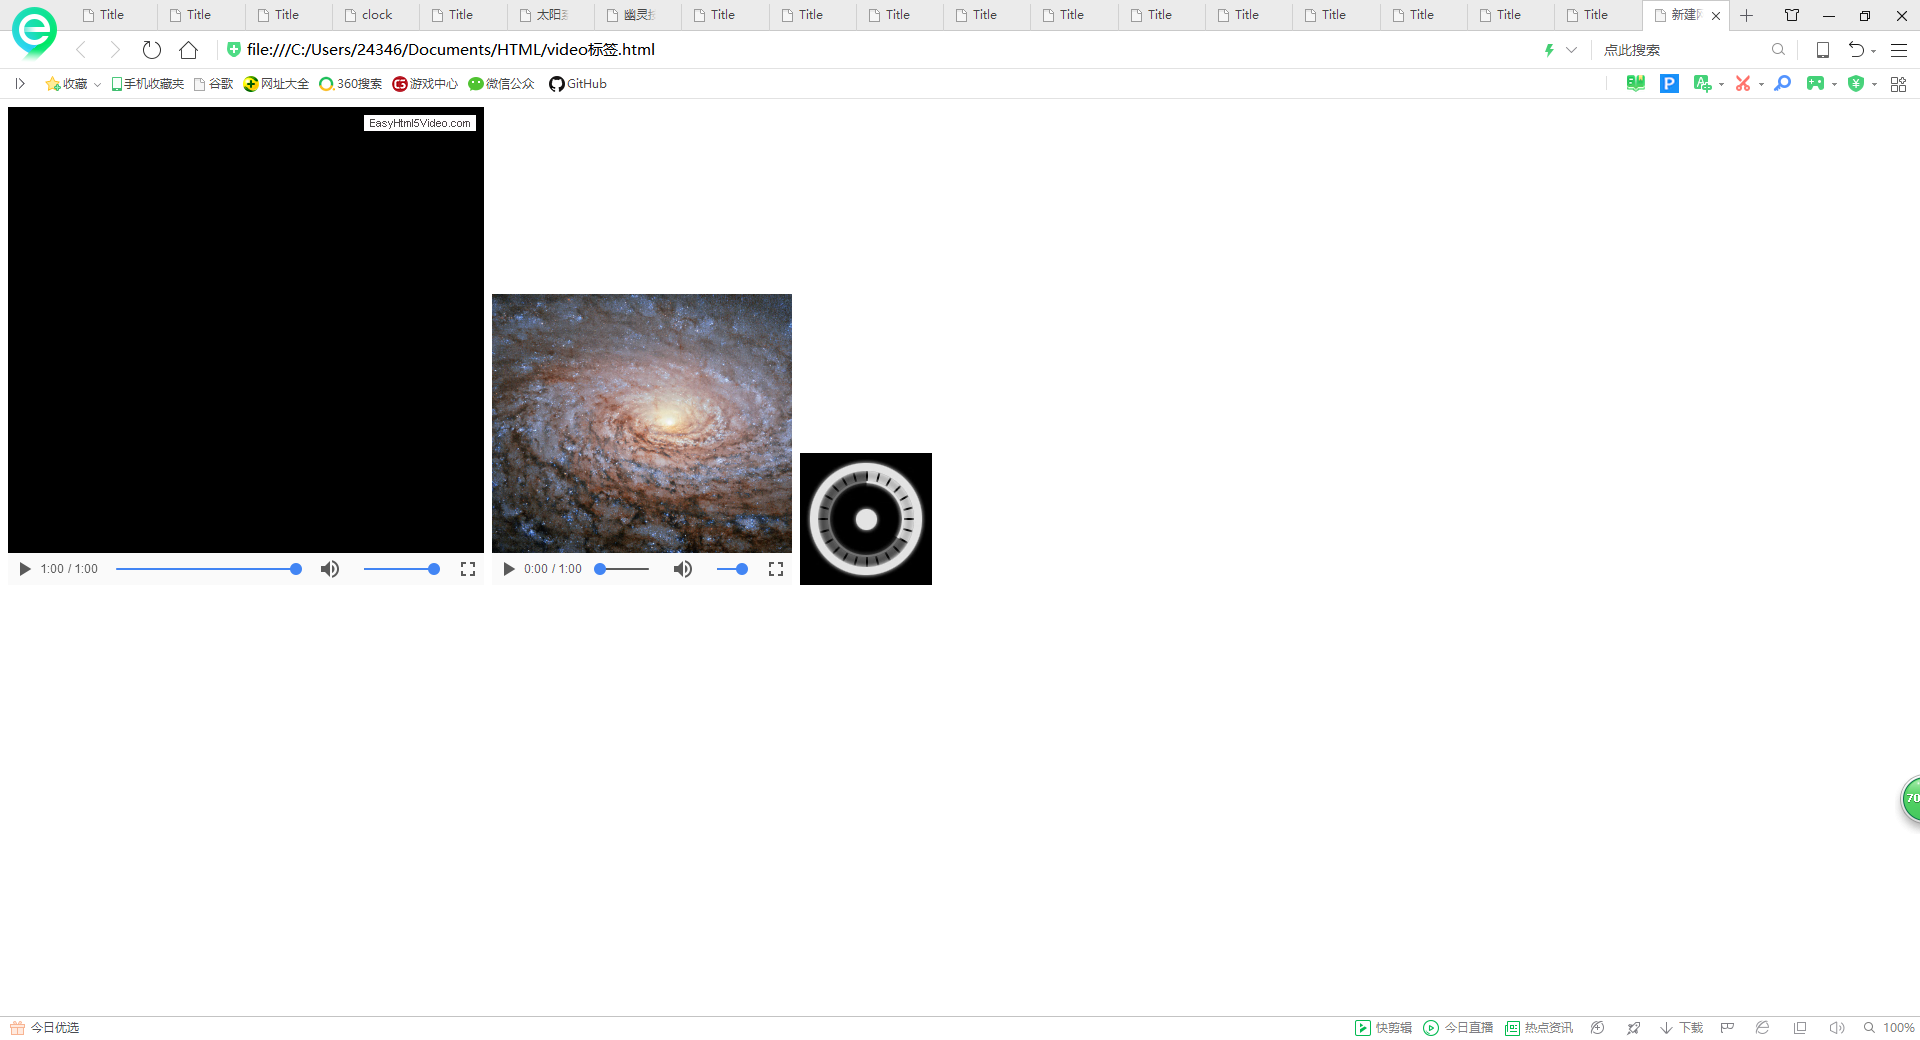 Title Title Title clock Title 太阳 幽灵 Title Title Title Title Title Title Title Title Title Title Title 新建
file:///C:/Users/24346/Documents/HTML/video标签.html 点此搜索
收藏 手机收藏夹 谷歌 网址大全 360搜索 游戏中心 微信公众 GitHub
EasyHtml5Video.com
1:00 / 1:00 0:00 / 1:00
70
今日优选 快剪辑 今日直播 热点资讯 下载 100%